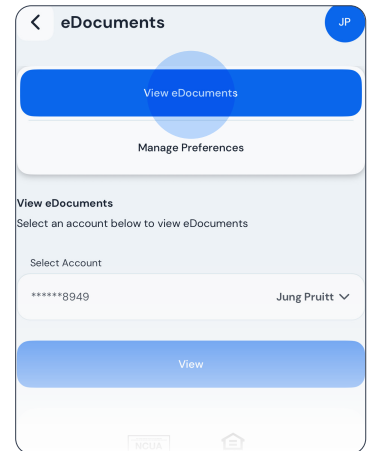 eDocuments
JP
View eDocuments
Manage Preferences
View eDocuments
Select an account below to view eDocuments
Select Account
******8949 Jung Pruitt
View
NCUA